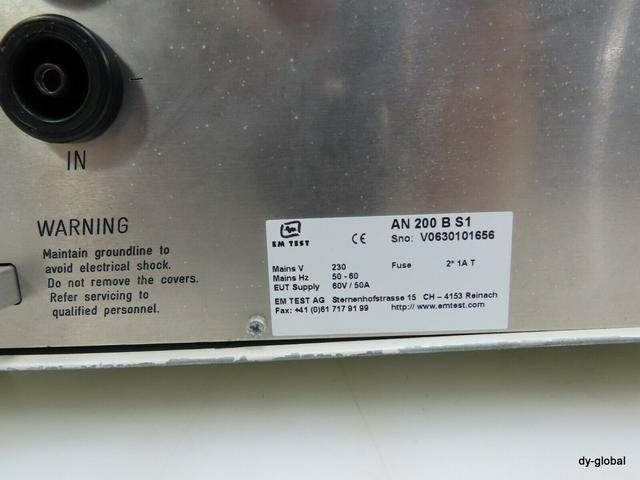 IN
WARNING
Maintain groundline to
avoid electrical shock.
Do not remove the covers.
Refer servicing to
qualified personnel.
EM TEST
CE
AN 200 B S1
Sno: V0630101656
Mains V 230 Fuse 2* 1A T
Mains Hz 50 - 60
EUT Supply 60V / 50A
EM TEST AG Sternenhofstrasse 15 CH - 4153 Reinach
Fax: +41 (0)61 717 91 99 http:// www.emtest.com
dy-global